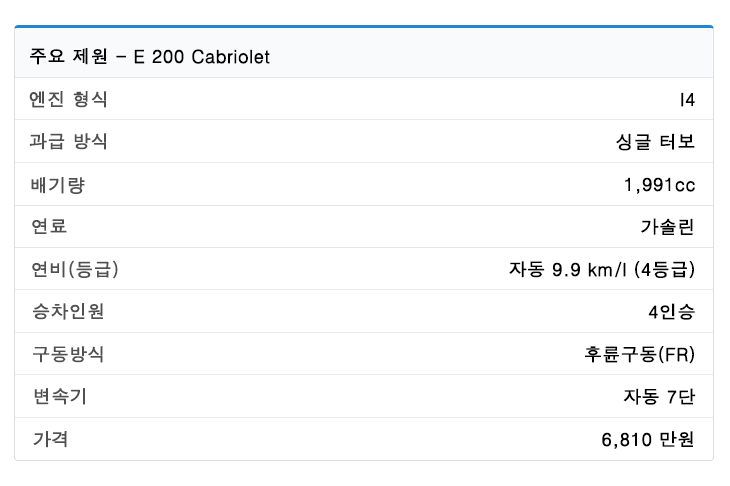 주요 제원 – E 200 Cabriolet
엔진 형식 I4
과급 방식 싱글 터보
배기량 1,991cc
연료 가솔린
연비(등급) 자동 9.9 km/l (4등급)
승차인원 4인승
구동방식 후륜구동(FR)
변속기 자동 7단
가격 6,810 만원